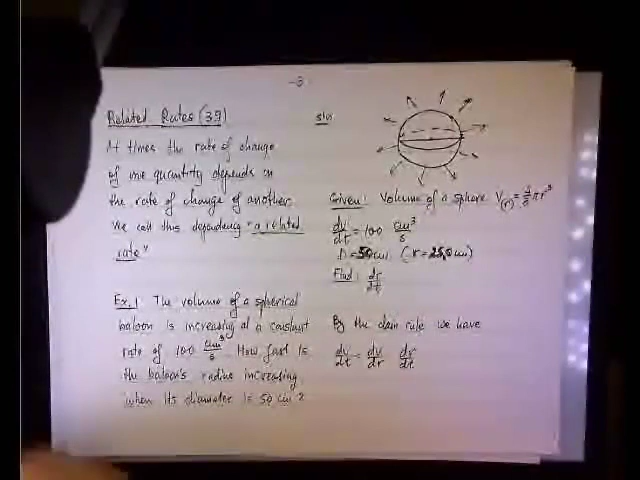 -3-
Related Rates (3.9)
At times the rate of change
of one quantity depends on
the rate of change of another.
We call this dependency "a related
rate"
Ex.1 The volume of a spherical
baloon is increasing at a constant
rate of 100 cm³/s. How fast is
the baloon's radius increasing
when its diameter is 50 cm?
sln
Given: Volume of a sphere V(r) = 4/3 πr³
dv/dt = 100 cm³/s
D = 50 cm (r = 25.0 cm)
Find: dr/dt
By the chain rule we have
dv/dt = dv/dr dr/dt